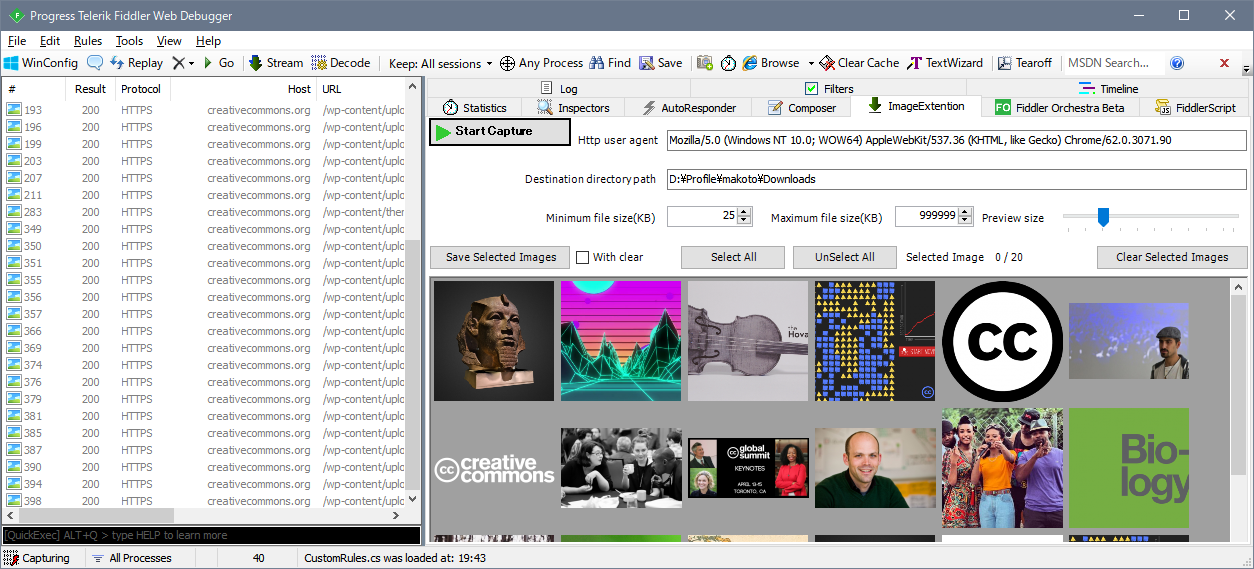 Progress Telerik Fiddler Web Debugger
File Edit Rules Tools View Help
WinConfig Replay Go Stream Decode Keep: All sessions Any Process Find Save Browse Clear Cache TextWizard Tearoff MSDN Search...
# Result Protocol Host URL
193 200 HTTPS creativecommons.org /wp-content/uplo
196 200 HTTPS creativecommons.org /wp-content/uplo
199 200 HTTPS creativecommons.org /wp-content/uplo
203 200 HTTPS creativecommons.org /wp-content/uplo
207 200 HTTPS creativecommons.org /wp-content/uplo
211 200 HTTPS creativecommons.org /wp-content/uplo
283 200 HTTPS creativecommons.org /wp-content/ther
349 200 HTTPS creativecommons.org /wp-content/uplo
350 200 HTTPS creativecommons.org /wp-content/uplo
351 200 HTTPS creativecommons.org /wp-content/uplo
355 200 HTTPS creativecommons.org /wp-content/uplo
356 200 HTTPS creativecommons.org /wp-content/uplo
357 200 HTTPS creativecommons.org /wp-content/uplo
366 200 HTTPS creativecommons.org /wp-content/uplo
369 200 HTTPS creativecommons.org /wp-content/uplo
374 200 HTTPS creativecommons.org /wp-content/uplo
376 200 HTTPS creativecommons.org /wp-content/uplo
379 200 HTTPS creativecommons.org /wp-content/uplo
381 200 HTTPS creativecommons.org /wp-content/uplo
385 200 HTTPS creativecommons.org /wp-content/uplo
387 200 HTTPS creativecommons.org /wp-content/uplo
390 200 HTTPS creativecommons.org /wp-content/uplo
394 200 HTTPS creativecommons.org /wp-content/uplo
398 200 HTTPS creativecommons.org /wp-content/uplo
[QuickExec] ALT+Q > type HELP to learn more
Log Filters Timeline
Statistics Inspectors AutoResponder Composer ImageExtention FO Fiddler Orchestra Beta JS FiddlerScript
Start Capture
Http user agent Mozilla/5.0 (Windows NT 10.0; WOW64) AppleWebKit/537.36 (KHTML, like Gecko) Chrome/62.0.3071.90
Destination directory path D:¥Profile¥makoto¥Downloads
Minimum file size(KB) 25 Maximum file size(KB) 999999 Preview size
Save Selected Images With clear Select All UnSelect All Selected Image 0 / 20 Clear Selected Images
the
Hova
START NOW
cc
cc
cc creative
commons
cc global
summit
KEYNOTES
APRIL 13-15
TORONTO, CA
Bio-
logy
Capturing All Processes 40 CustomRules.cs was loaded at: 19:43